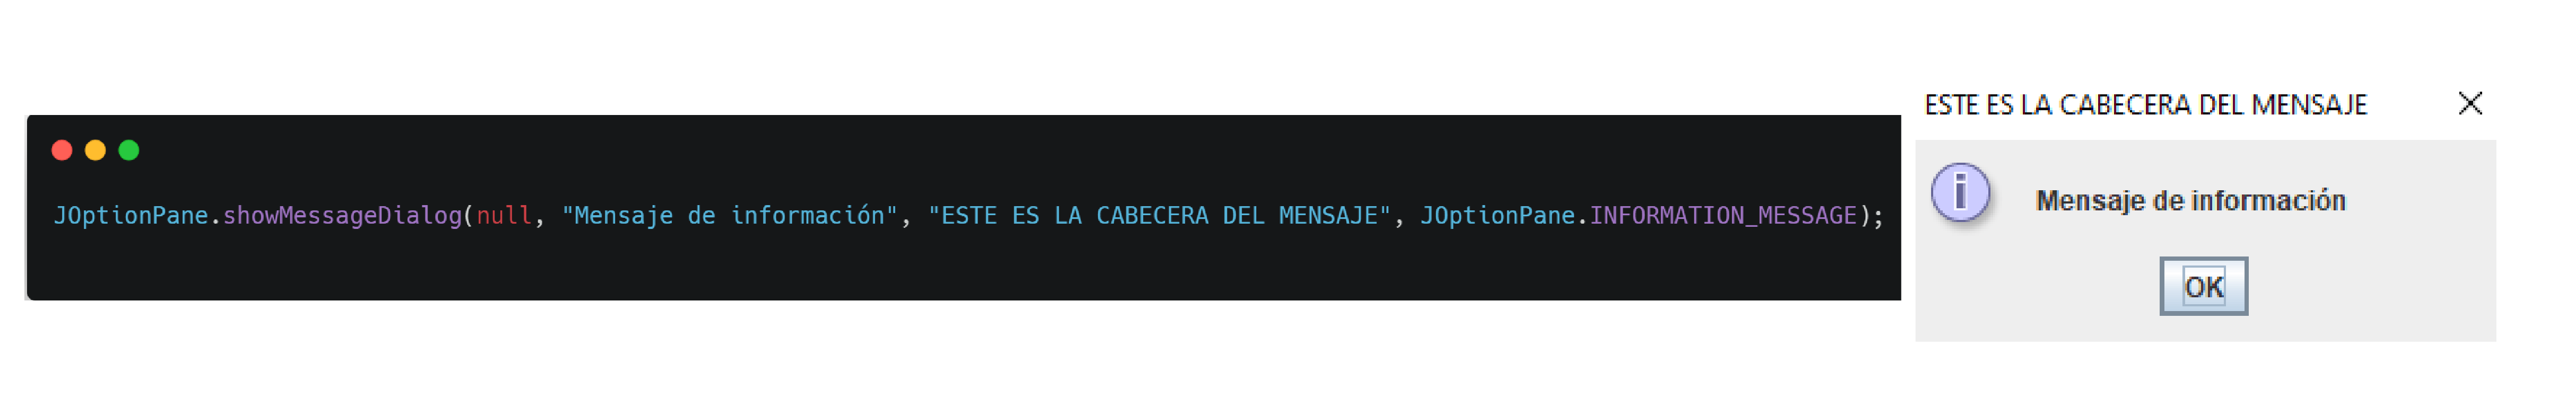 JOptionPane.showMessageDialog(null, "Mensaje de información", "ESTE ES LA CABECERA DEL MENSAJE", JOptionPane.INFORMATION_MESSAGE);
ESTE ES LA CABECERA DEL MENSAJE
i
Mensaje de información
OK